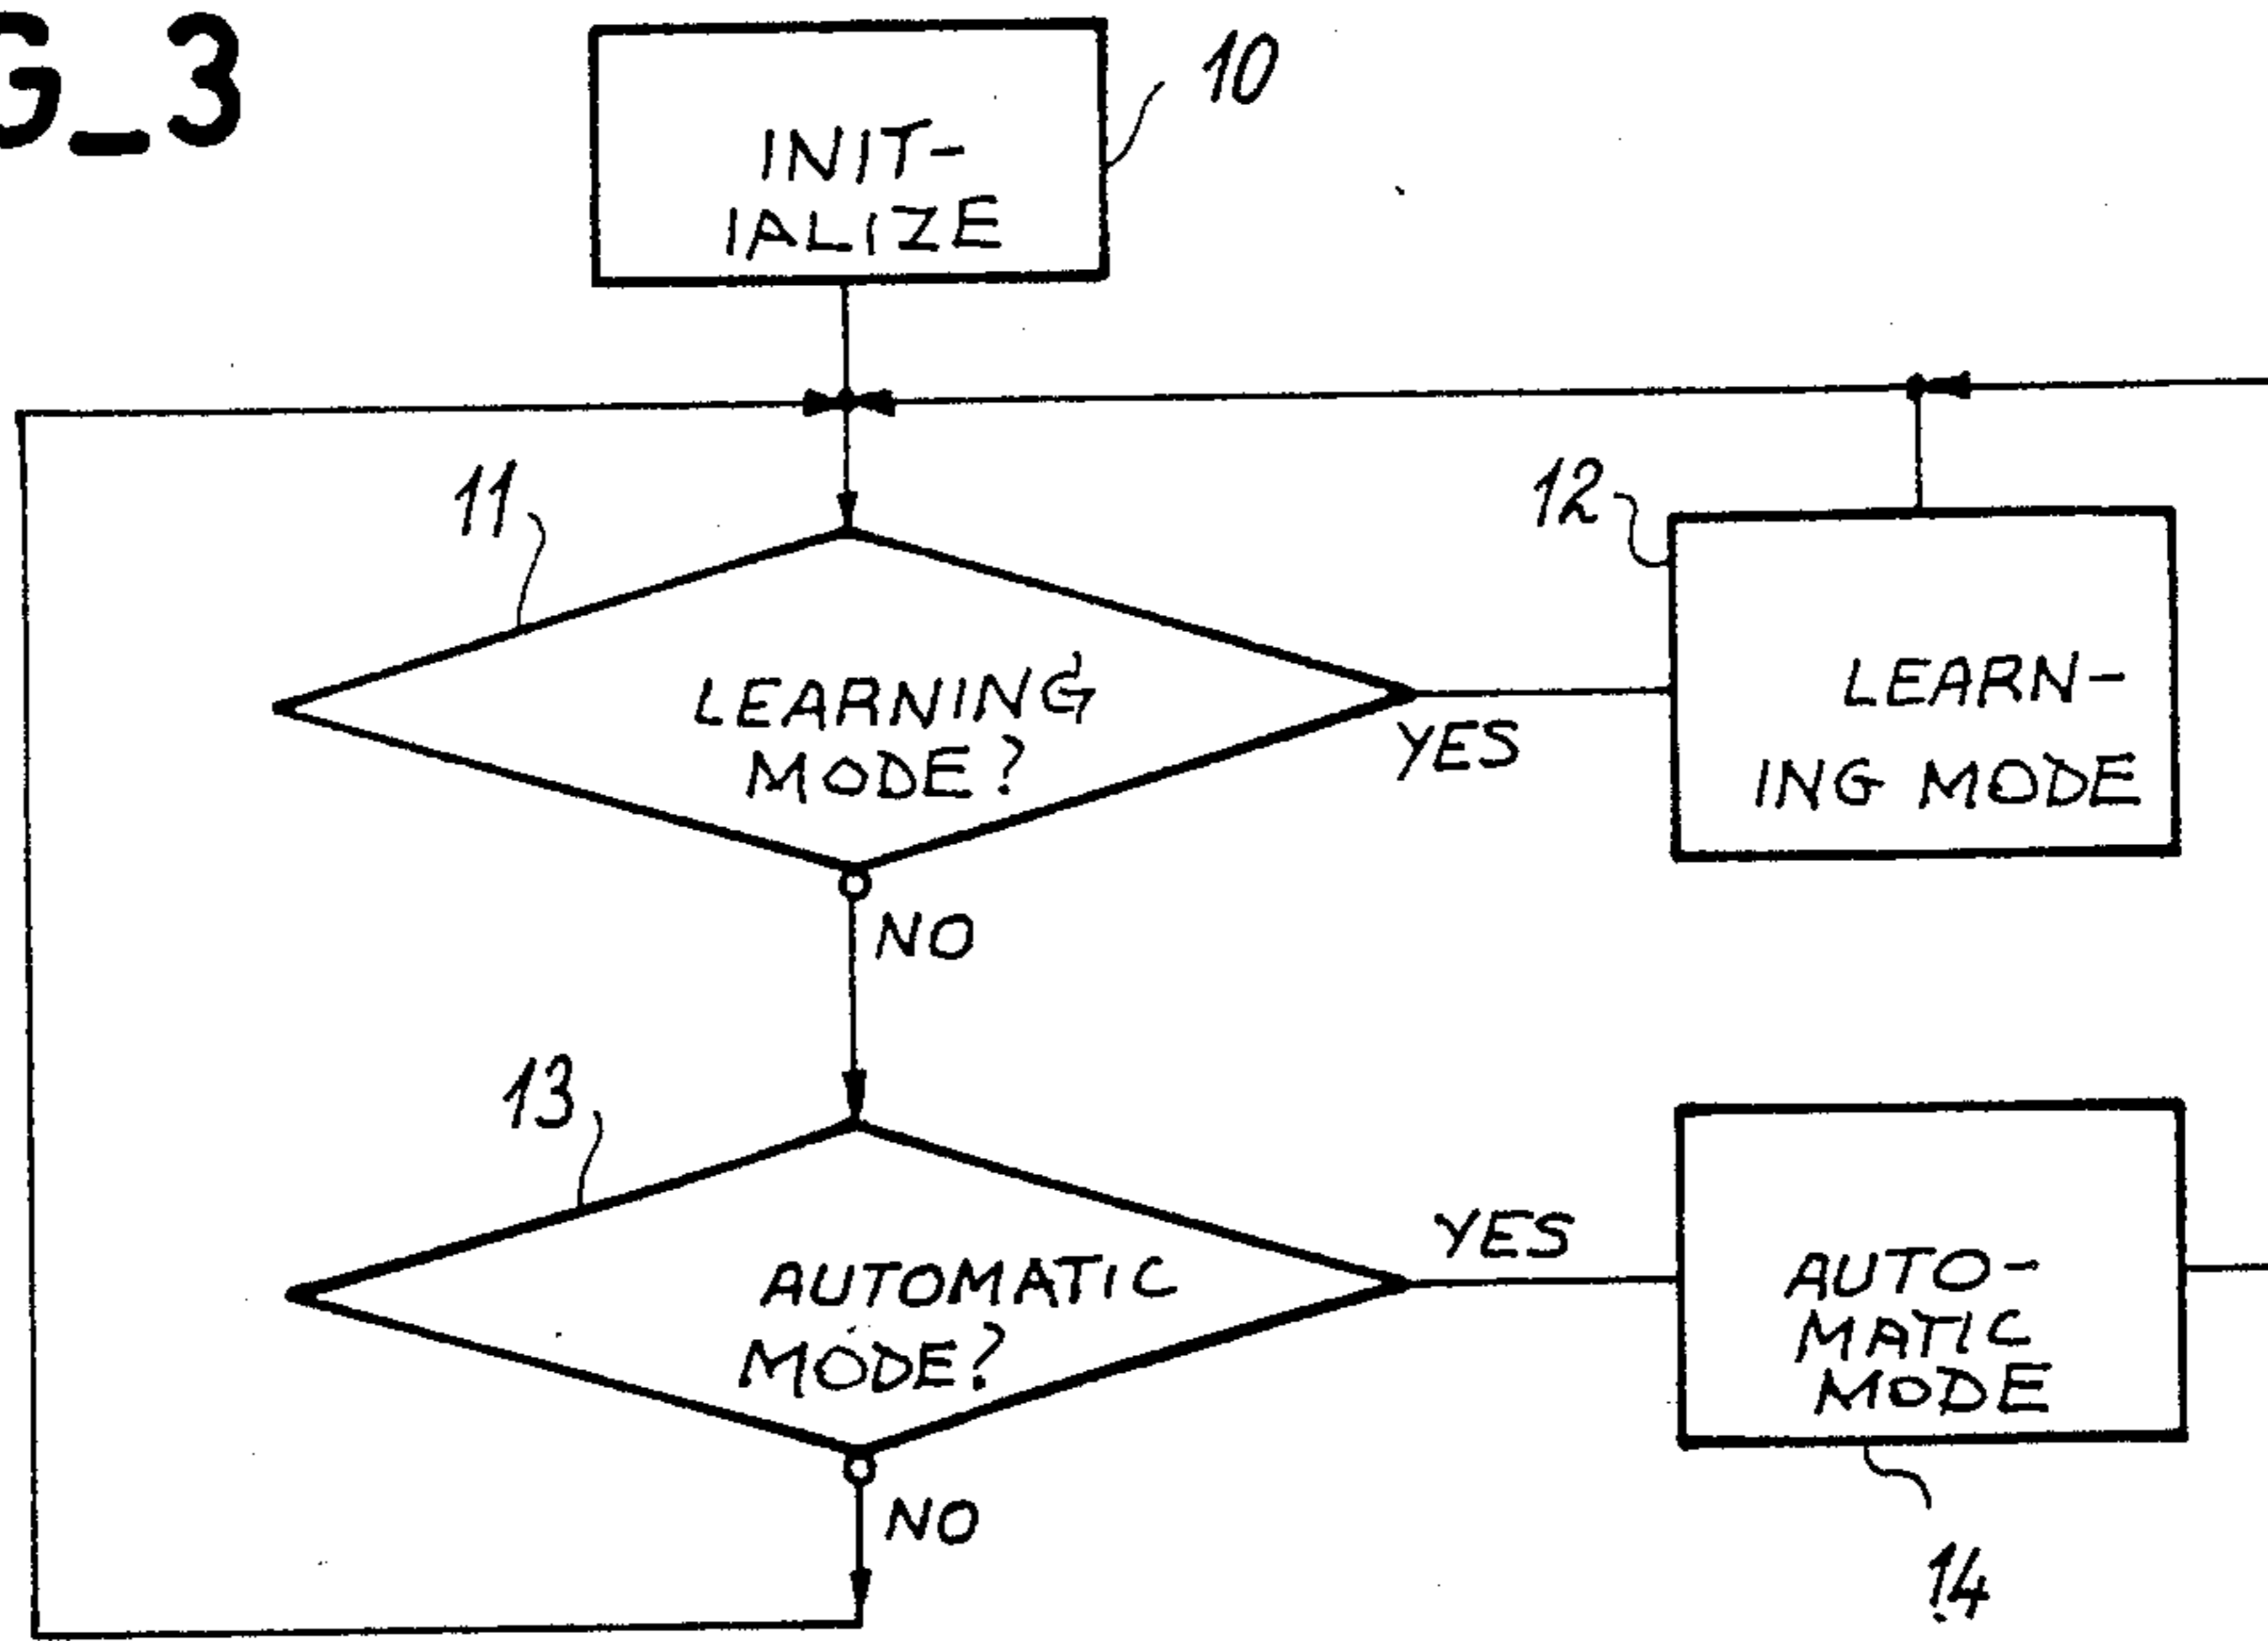 G_3
10
INIT-
IALIZE
11
12
LEARNING
MODE?
YES
LEARN-
ING MODE
NO
13
AUTOMATIC
MODE?
YES
AUTO-
MATIC
MODE
NO
14